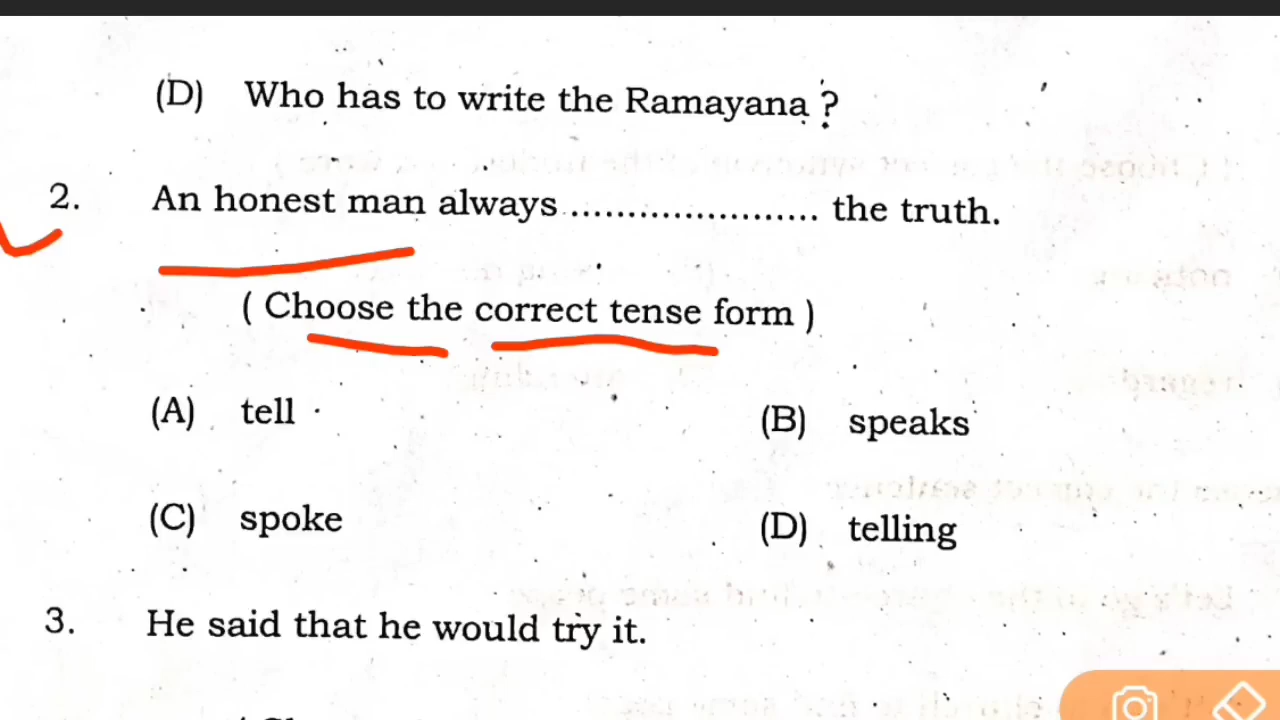 (D) Who has to write the Ramayana ?
2. An honest man always ...................... the truth.
( Choose the correct tense form )
(A) tell
(B) speaks
(C) spoke
(D) telling
3. He said that he would try it.